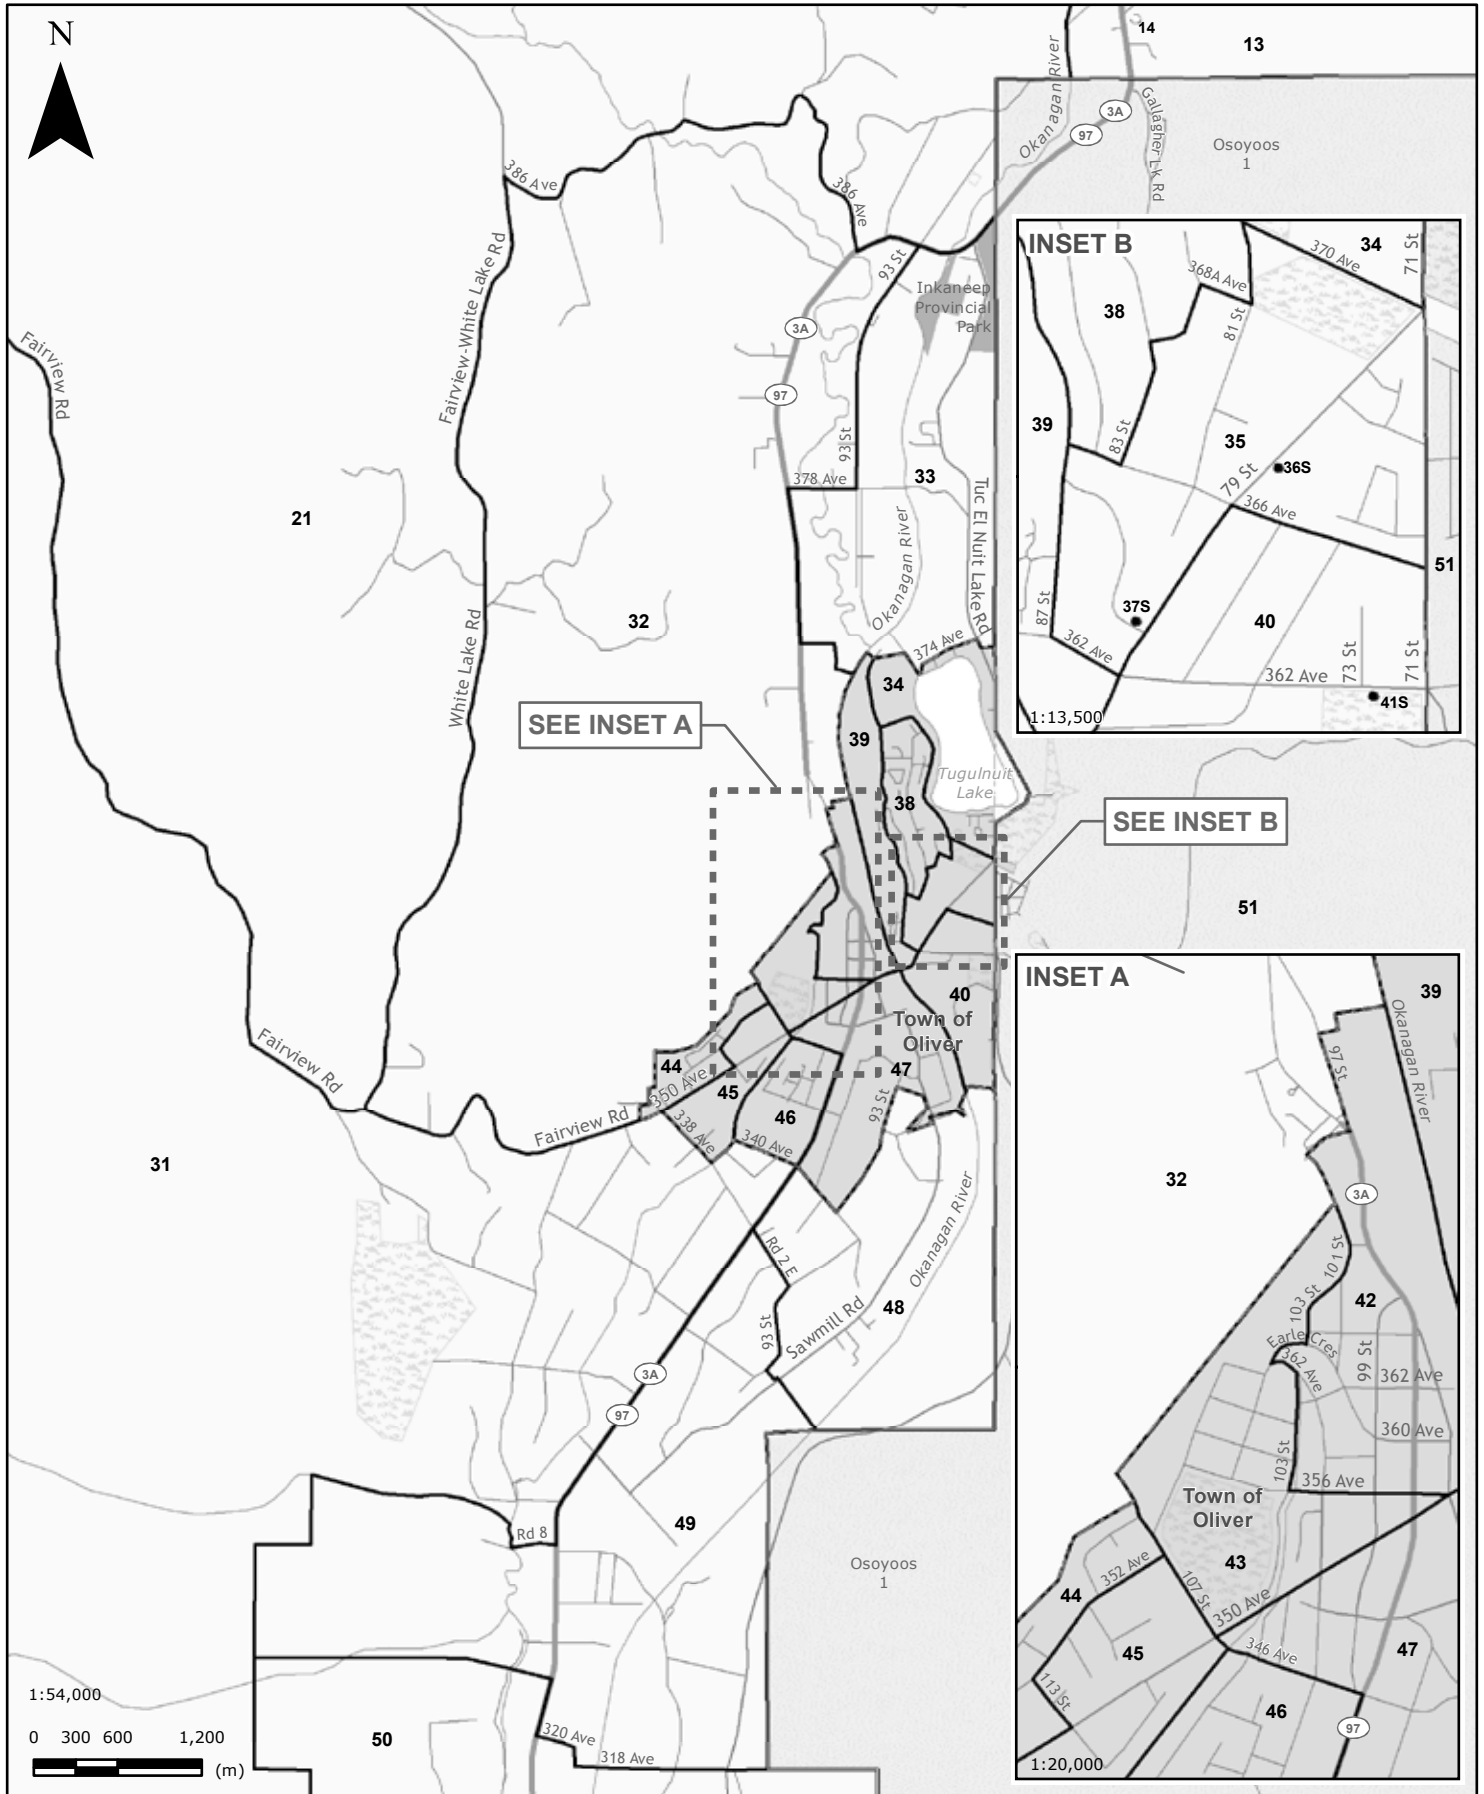 N
14
13
Okanagan River
3A
97
Gallagher Lk Rd
Osoyoos
1
386 Ave
386 Ave
Okanagan River
93 St
Inkaneep
Provincial
Park
Fairview-White Lake Rd
Fairview Rd
3A
97
93 St
378 Ave
33
Tuc El Nuit Lake Rd
Okanagan River
21
32
White Lake Rd
374 Ave
34
39
SEE INSET A
38
Tugulnuit
Lake
SEE INSET B
51
40
Town of
Oliver
47
44
350 Ave
45
46
93 St
338 Ave
340 Ave
Fairview Rd
Fairview Rd
31
Rd 2 E
93 St
Sawmill Rd
48
Okanagan River
3A
97
Rd 8
49
Osoyoos
1
50
320 Ave
318 Ave
1:54,000
0 300 600 1,200
(m)
INSET B
34
370 Ave
71 St
368A Ave
38
81 St
39
83 St
35
36S
79 St
366 Ave
51
87 St
37S
40
362 Ave
362 Ave
73 St
71 St
41S
1:13,500
INSET A
39
Okanagan River
97 St
32
3A
101 St
103 St
42
Earle Cres
362 Ave
99 St
362 Ave
360 Ave
103 St
356 Ave
Town of
Oliver
43
352 Ave
107 St
44
350 Ave
45
346 Ave
47
113 St
46
97
1:20,000